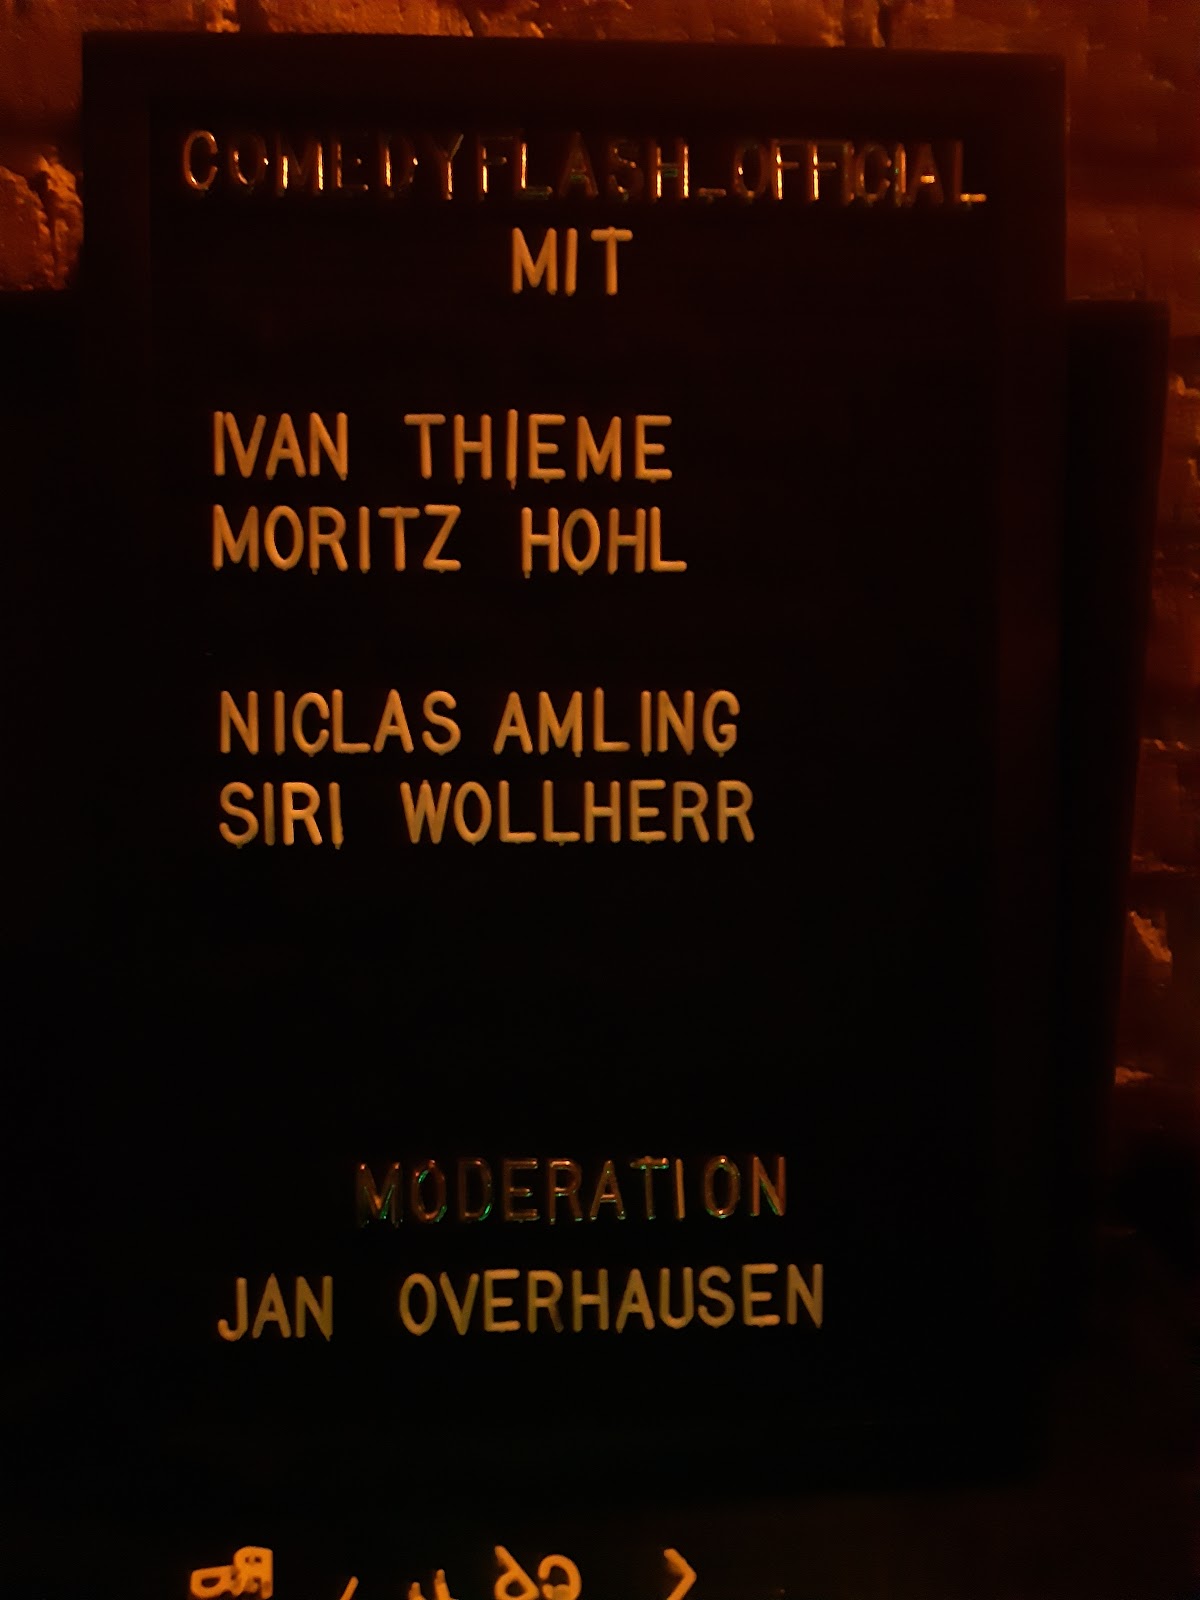 COMEDYFLASH_OFFICIAL
MIT
IVAN THIEME
MORITZ HOHL
NICLAS AMLING
SIRI WOLLHERR
MODERATION
JAN OVERHAUSEN